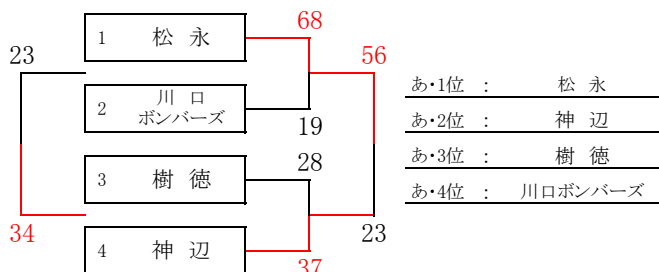 68
1 松 永
23
56
2 川 口
ボンバーズ
19
28
3 樹 徳
34
23
4 神 辺
37
あ・1位 : 松 永
あ・2位 : 神 辺
あ・3位 : 樹 徳
あ・4位 : 川口ボンバーズ